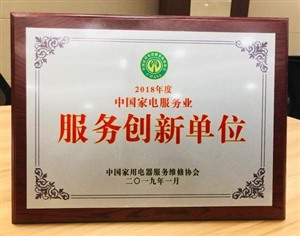 2018年度
中国家电服务业
服务创新单位
中国家用电器服务维修协会
二〇一九年一月